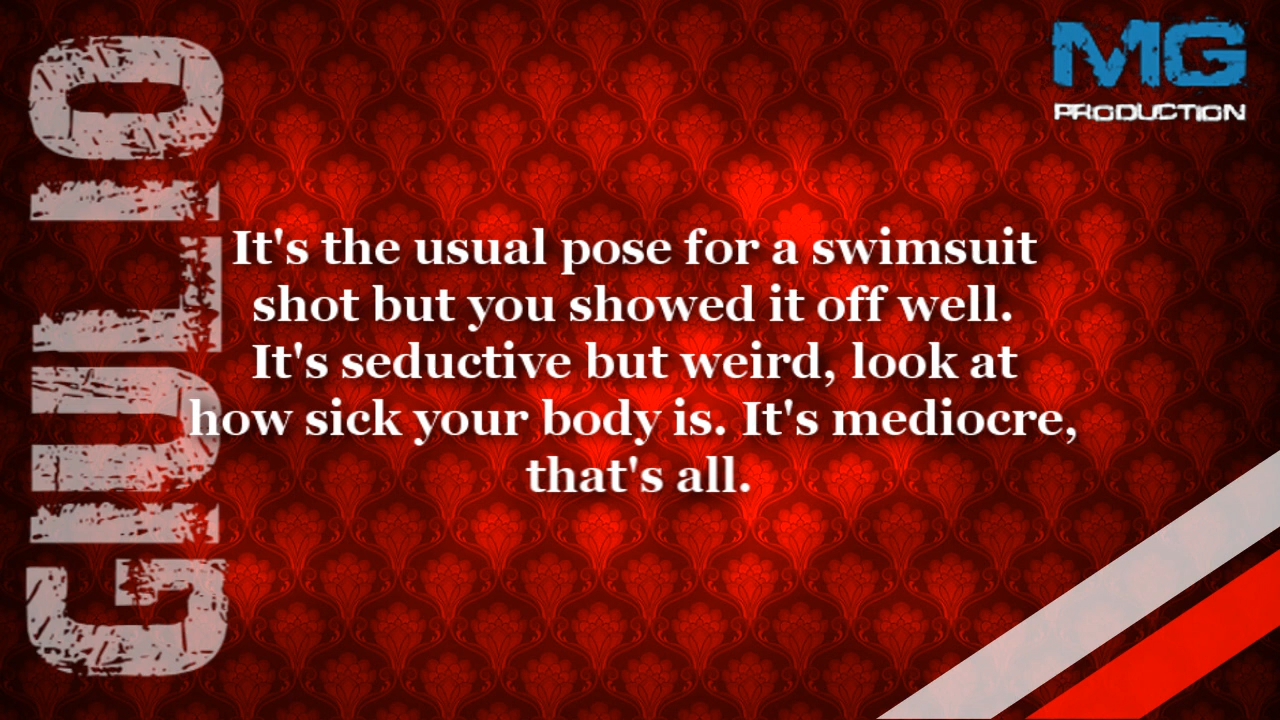 GIULIO
MG
PRODUCTION
It's the usual pose for a swimsuit
shot but you showed it off well.
It's seductive but weird, look at
how sick your body is. It's mediocre,
that's all.